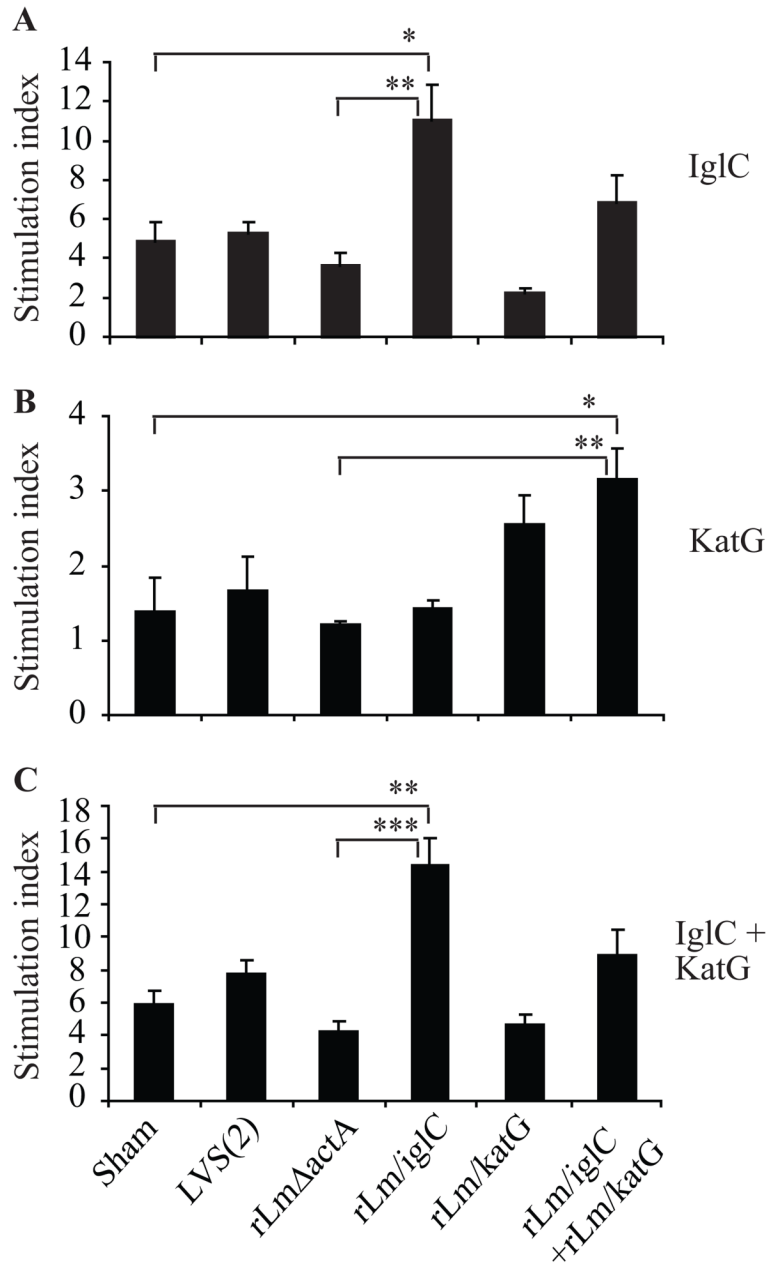 A
Stimulation index
14
12
10
8
6
4
2
0
*
**
IglC
B
Stimulation index
4
3
2
1
0
*
**
KatG
C
Stimulation index
18
16
14
12
10
8
6
4
2
0
**
***
IglC +
KatG
Sham
LVS(2)
rLmΔactA
rLm/iglC
rLm/katG
rLm/iglC
+rLm/katG